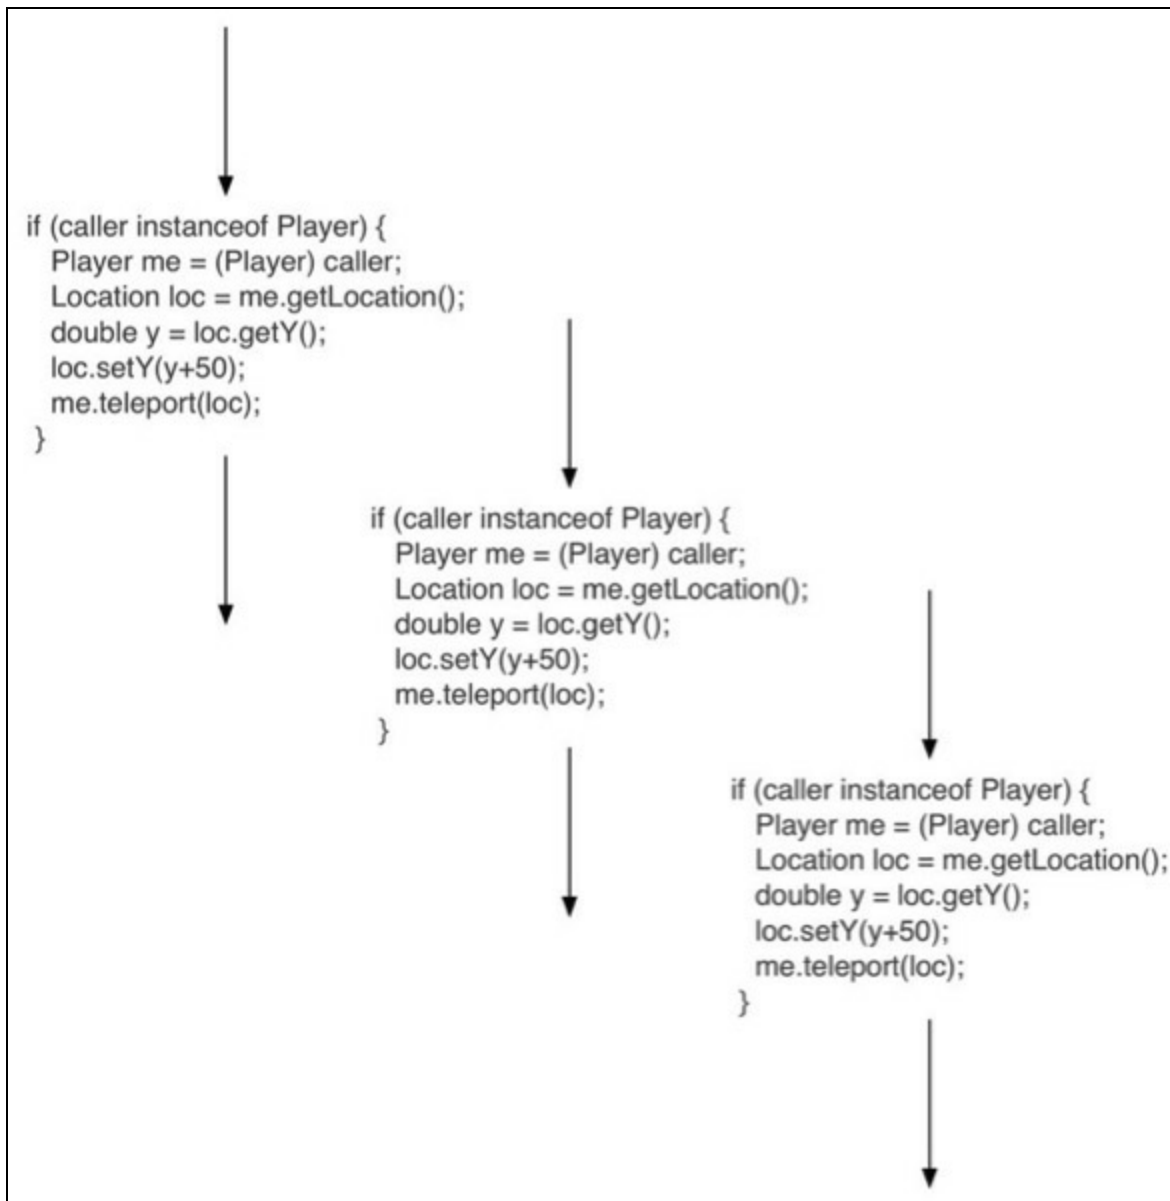 if (caller instanceof Player) {
Player me = (Player) caller;
Location loc = me.getLocation();
double y = loc.getY();
loc.setY(y+50);
me.teleport(loc);
}
if (caller instanceof Player) {
Player me = (Player) caller;
Location loc = me.getLocation();
double y = loc.getY();
loc.setY(y+50);
me.teleport(loc);
}
if (caller instanceof Player) {
Player me = (Player) caller;
Location loc = me.getLocation();
double y = loc.getY();
loc.setY(y+50);
me.teleport(loc);
}